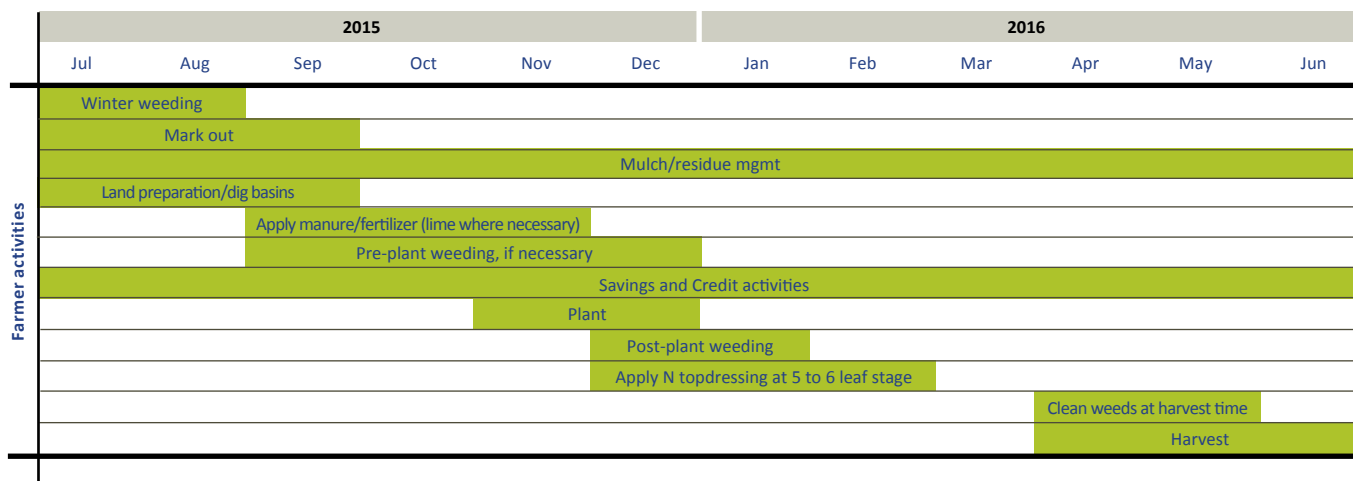 2015 2016
Jul Aug Sep Oct Nov Dec Jan Feb Mar Apr May Jun
Farmer activities
Winter weeding
Mark out
Mulch/residue mgmt
Land preparation/dig basins
Apply manure/fertilizer (lime where necessary)
Pre-plant weeding, if necessary
Savings and Credit activities
Plant
Post-plant weeding
Apply N topdressing at 5 to 6 leaf stage
Clean weeds at harvest time
Harvest